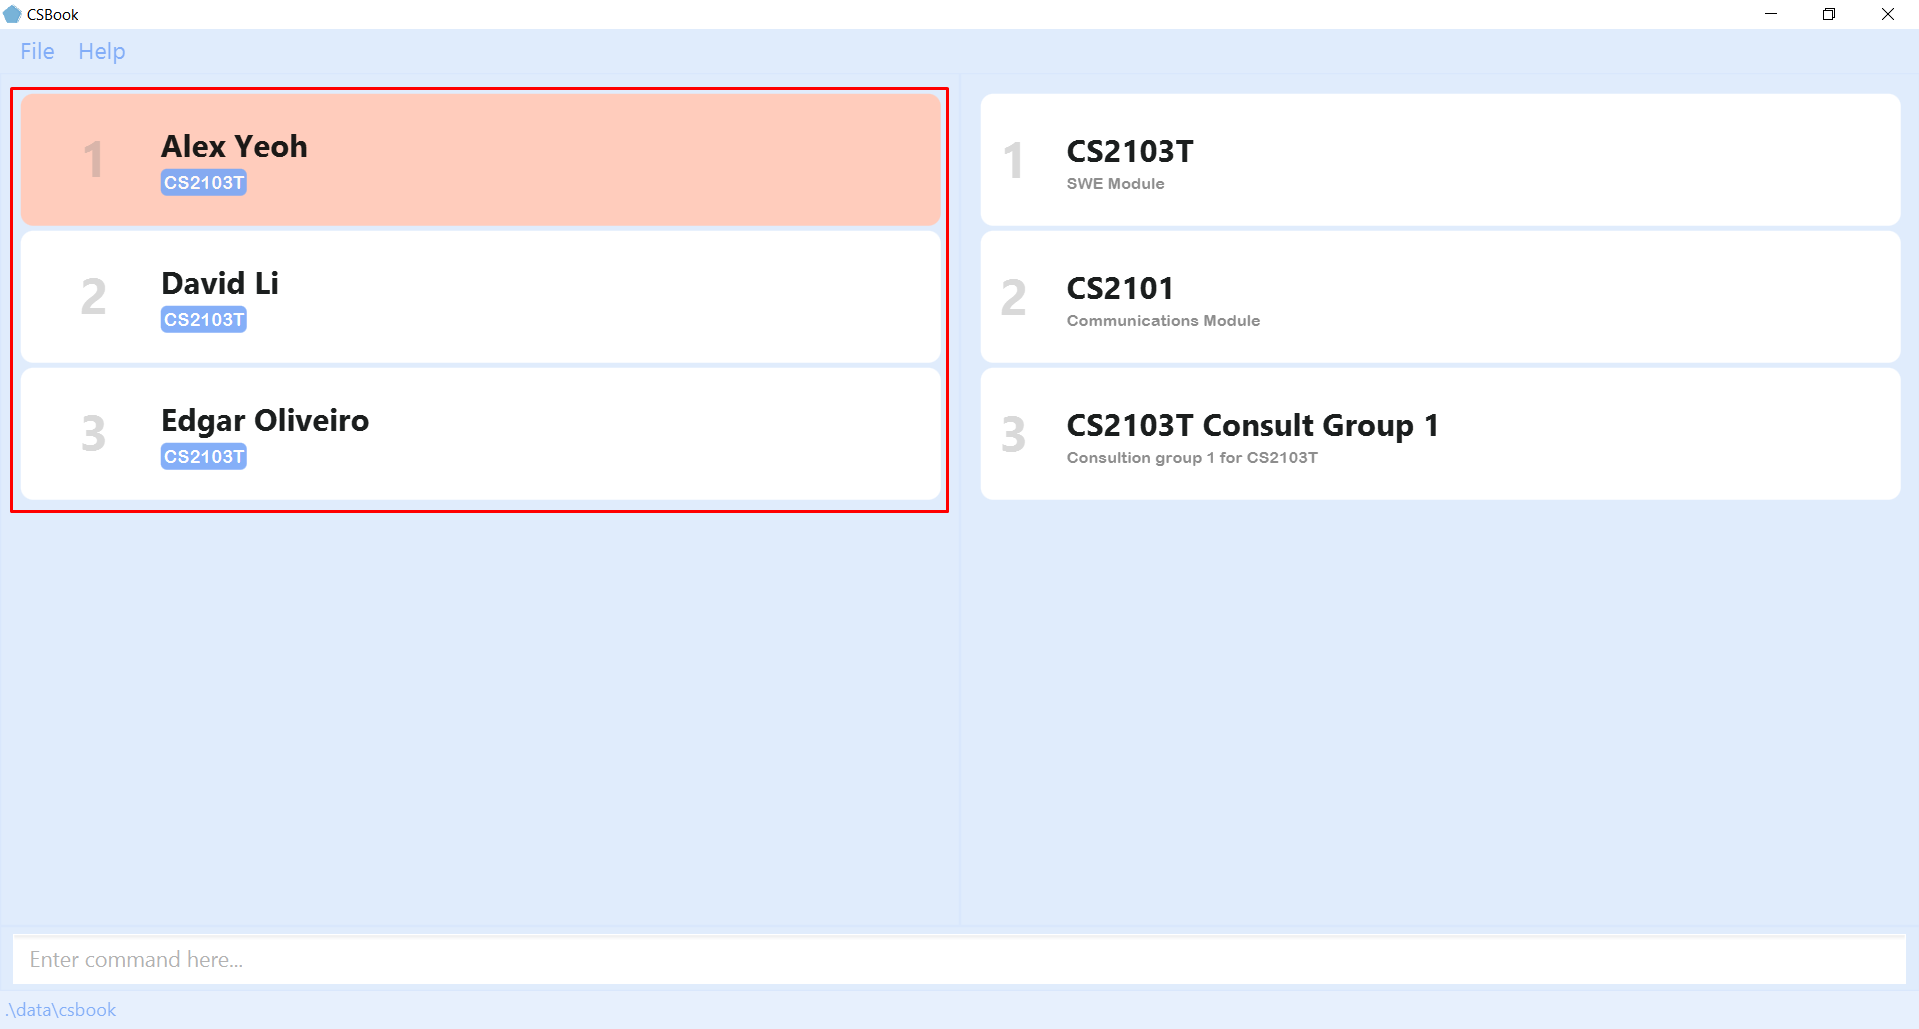 CSBook
File Help
1
Alex Yeoh
CS2103T
2
David Li
CS2103T
3
Edgar Oliveiro
CS2103T
1
CS2103T
SWE Module
2
CS2101
Communications Module
3
CS2103T Consult Group 1
Consultion group 1 for CS2103T
Enter command here...
.\data\csbook